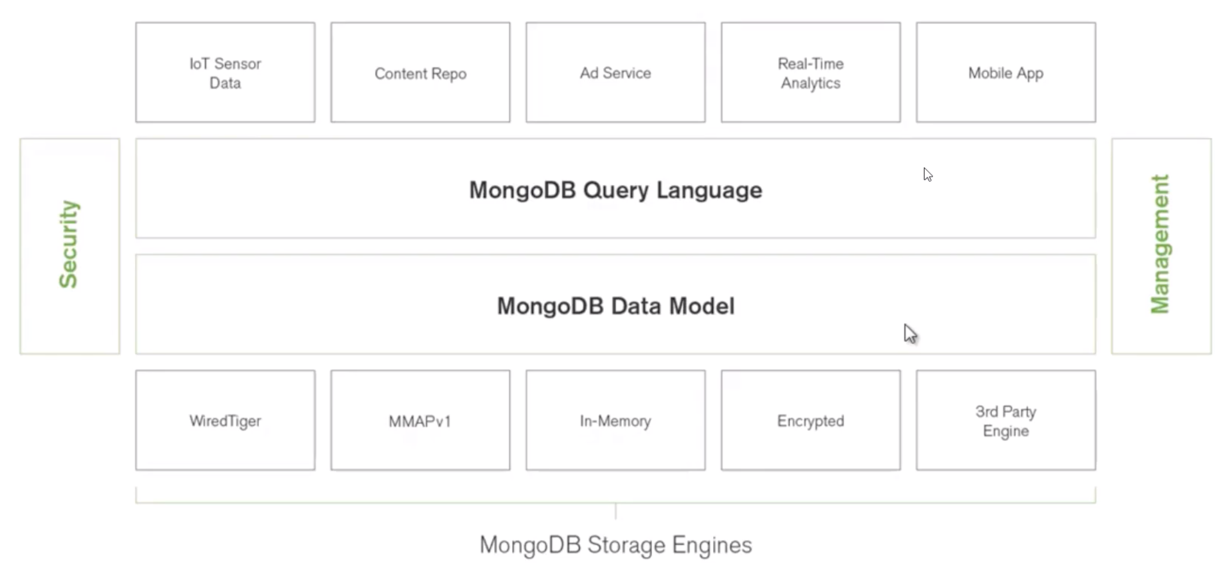 IoT Sensor
Data
Content Repo
Ad Service
Real-Time
Analytics
Mobile App
Security
MongoDB Query Language
MongoDB Data Model
Management
WiredTiger
MMAPv1
In-Memory
Encrypted
3rd Party
Engine
MongoDB Storage Engines